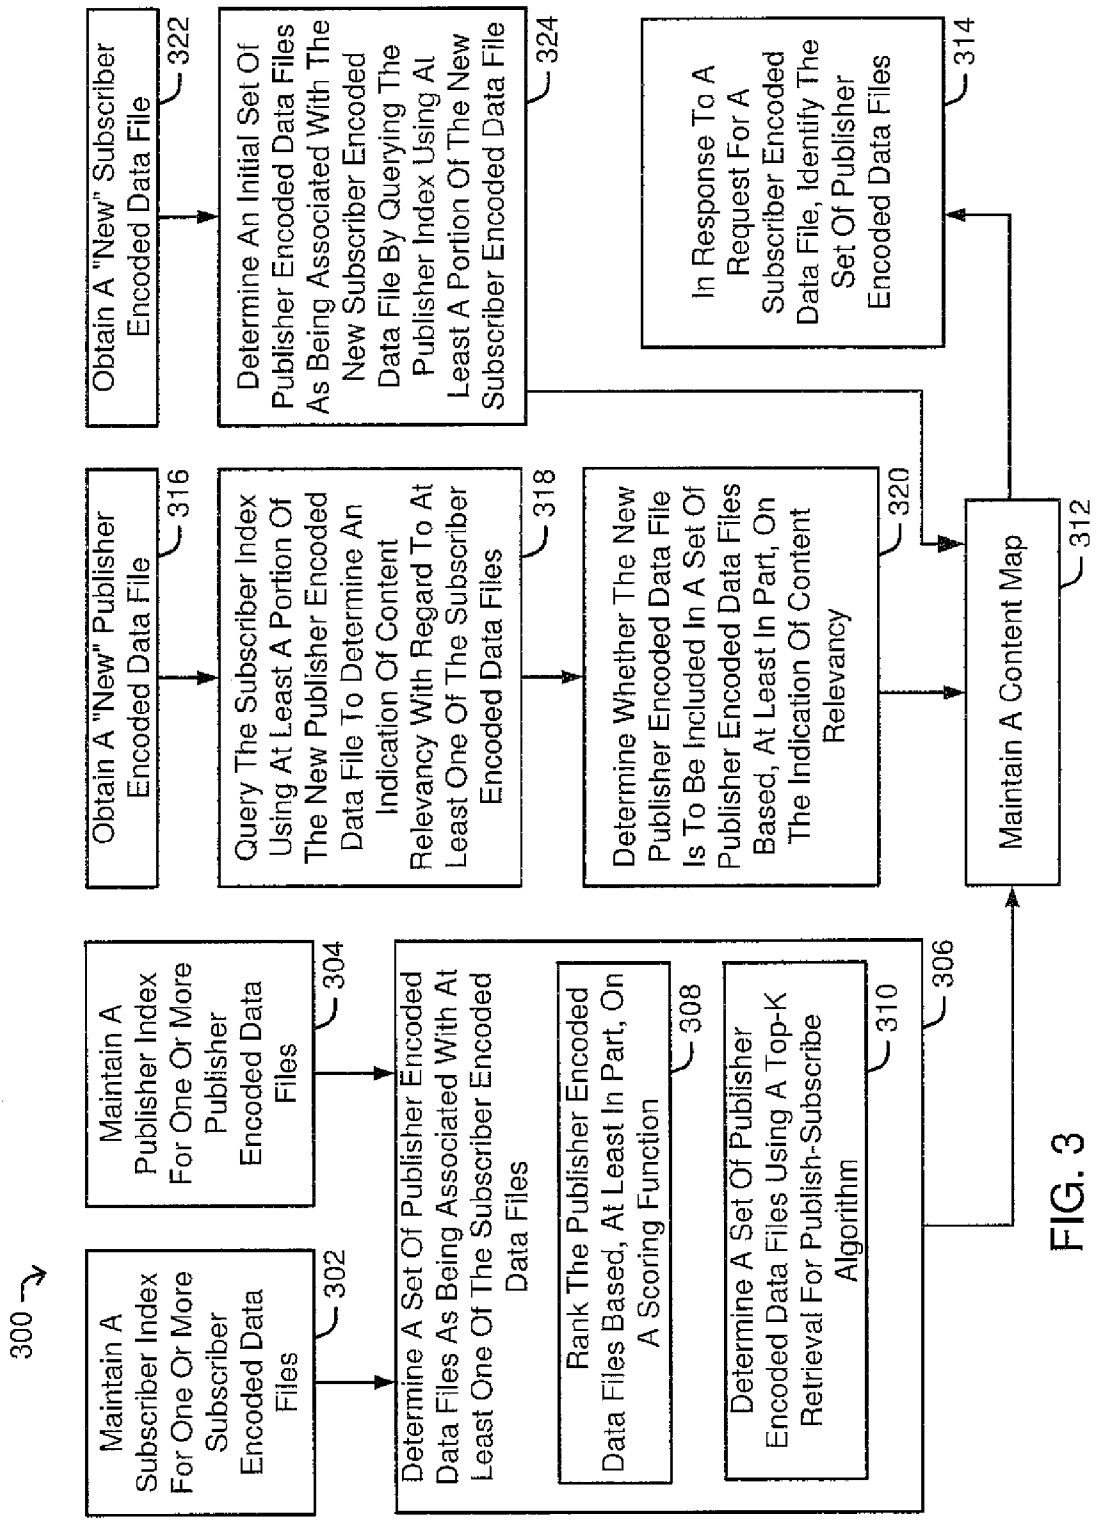 300
Maintain A
Subscriber Index
For One Or More
Subscriber
Encoded Data
Files
302
Maintain A
Publisher Index
For One Or More
Publisher
Encoded Data
Files
304
Determine A Set Of Publisher Encoded
Data Files As Being Associated With At
Least One Of The Subscriber Encoded
Data Files
Rank The Publisher Encoded
Data Files Based, At Least In Part, On
A Scoring Function
308
Determine A Set Of Publisher
Encoded Data Files Using A Top-K
Retrieval For Publish-Subscribe
Algorithm
310
306
Obtain A "New" Publisher
Encoded Data File
316
Query The Subscriber Index
Using At Least A Portion Of
The New Publisher Encoded
Data File To Determine An
Indication Of Content
Relevancy With Regard To At
Least One Of The Subscriber
Encoded Data Files
318
Determine Whether The New
Publisher Encoded Data File
Is To Be Included In A Set Of
Publisher Encoded Data Files
Based, At Least In Part, On
The Indication Of Content
Relevancy
320
Obtain A "New" Subscriber
Encoded Data File
322
Determine An Initial Set Of
Publisher Encoded Data Files
As Being Associated With The
New Subscriber Encoded
Data File By Querying The
Publisher Index Using At
Least A Portion Of The New
Subscriber Encoded Data File
324
Maintain A Content Map
312
In Response To A
Request For A
Subscriber Encoded
Data File, Identify The
Set Of Publisher
Encoded Data Files
314
FIG. 3